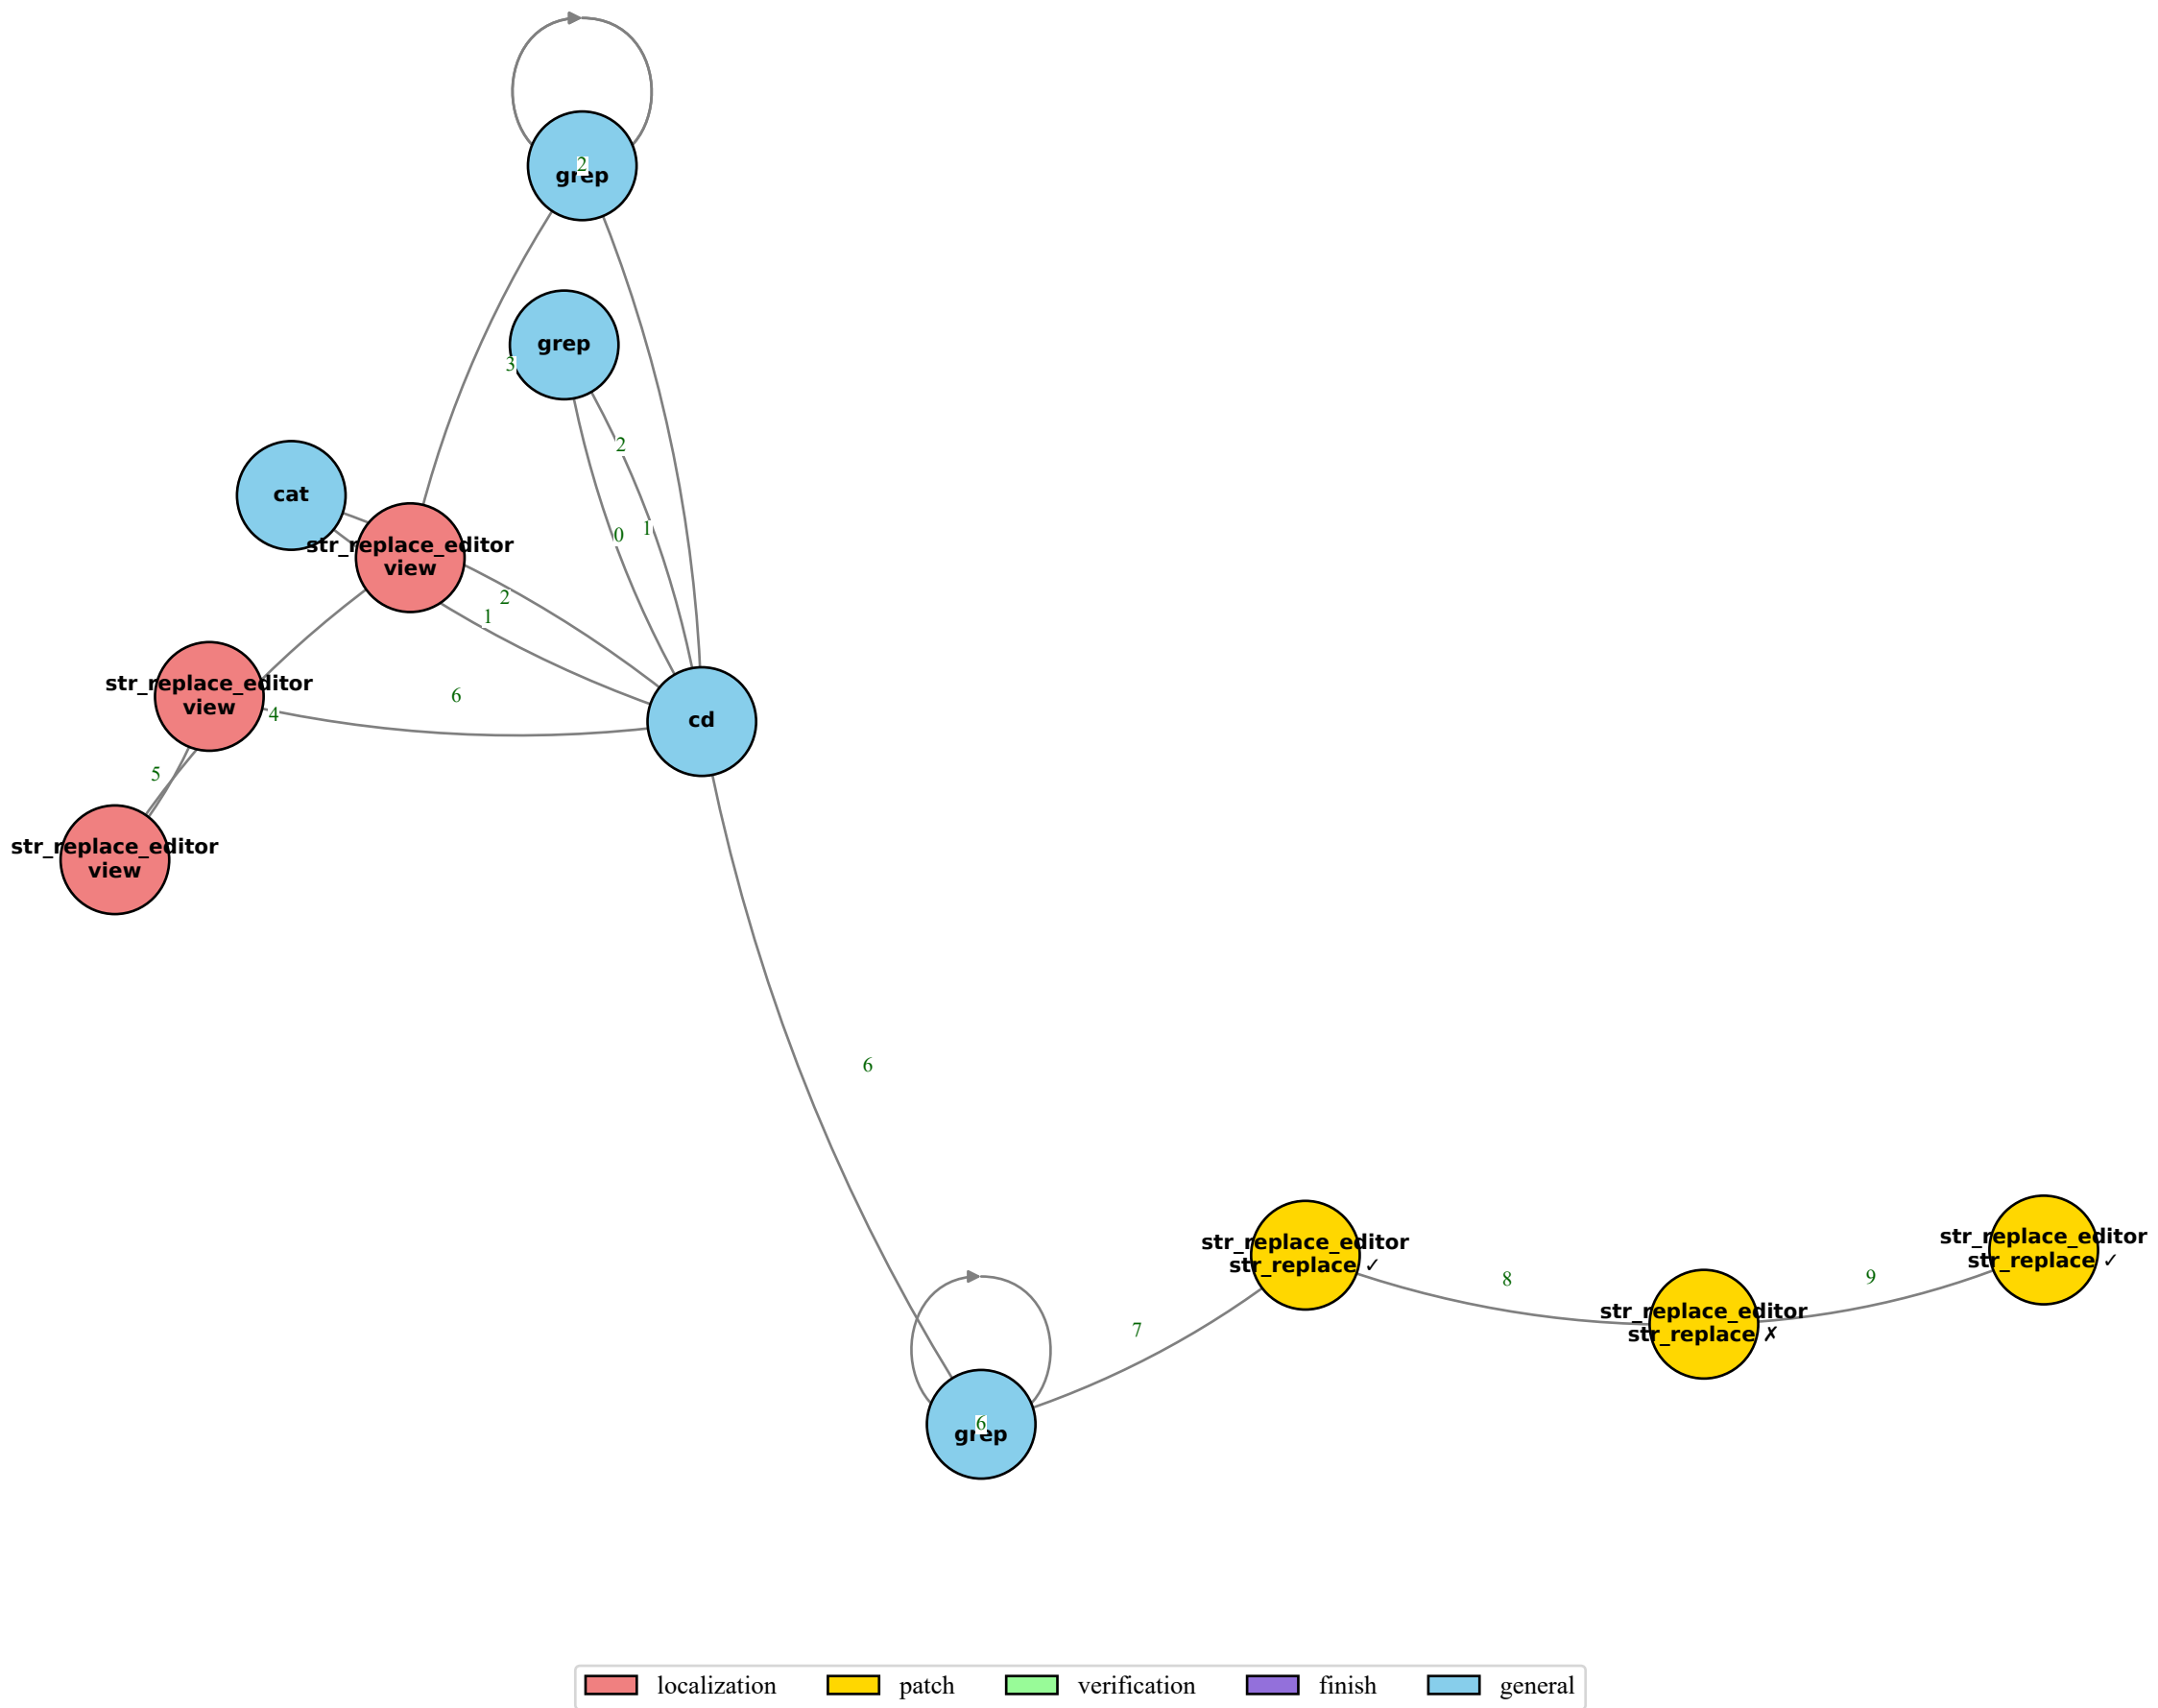 2
grep
grep
3
2
cat
0
1
str_replace_editor
view
2
1
str_replace_editor
view
6
4
cd
5
str_replace_editor
view
6
str_replace_editor
str_replace ✓
8
9
str_replace_editor
str_replace ✓
str_replace_editor
str_replace ✗
7
6
grep
localization
patch
verification
finish
general